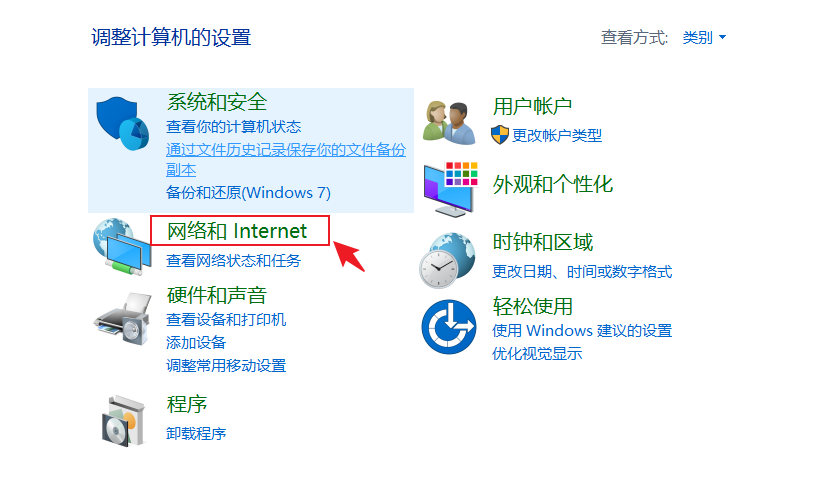 调整计算机的设置
查看方式: 类别
系统和安全
查看你的计算机状态
通过文件历史记录保存你的文件备份
副本
备份和还原(Windows 7)
网络和 Internet
查看网络状态和任务
硬件和声音
查看设备和打印机
添加设备
调整常用移动设置
程序
卸载程序
用户帐户
更改帐户类型
外观和个性化
时钟和区域
更改日期、时间或数字格式
轻松使用
使用 Windows 建议的设置
优化视觉显示